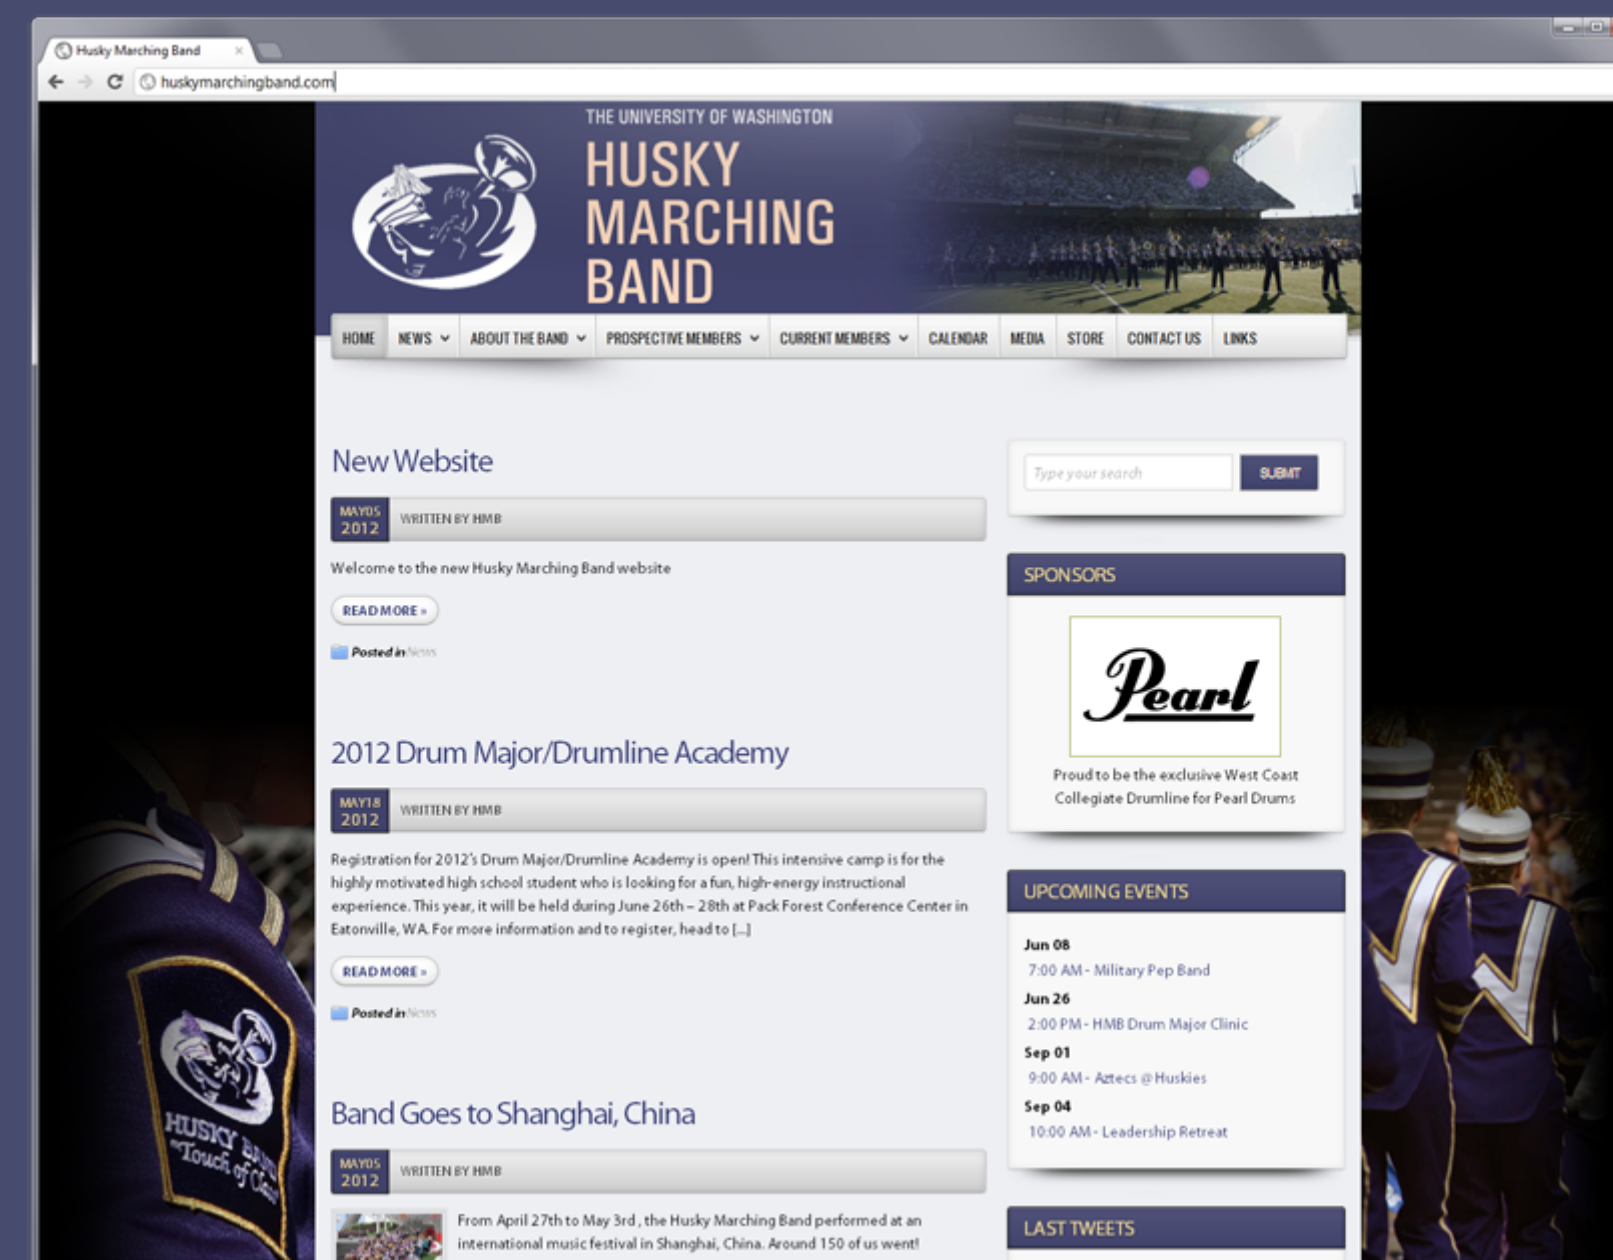 Husky Marching Band
huskymarchingband.com
THE UNIVERSITY OF WASHINGTON
HUSKY
MARCHING
BAND
HOME NEWS ABOUT THE BAND PROSPECTIVE MEMBERS CURRENT MEMBERS CALENDAR MEDIA STORE CONTACT US LINKS
New Website
MAY05
2012
WRITTEN BY HMB
Welcome to the new Husky Marching Band website
READ MORE »
Posted in News
2012 Drum Major/Drumline Academy
MAY18
2012
WRITTEN BY HMB
Registration for 2012's Drum Major/Drumline Academy is open! This intensive camp is for the
highly motivated high school student who is looking for a fun, high-energy instructional
experience. This year, it will be held during June 26th – 28th at Pack Forest Conference Center in
Eatonville, WA. For more information and to register, head to [...]
READ MORE »
Posted in News
Band Goes to Shanghai, China
MAY05
2012
WRITTEN BY HMB
From April 27th to May 3rd , the Husky Marching Band performed at an
international music festival in Shanghai, China. Around 150 of us went!
Type your search
SUBMIT
SPONSORS
Pearl
Proud to be the exclusive West Coast
Collegiate Drumline for Pearl Drums
UPCOMING EVENTS
Jun 08
7:00 AM - Military Pep Band
Jun 26
2:00 PM - HMB Drum Major Clinic
Sep 01
9:00 AM - Aztecs @ Huskies
Sep 04
10:00 AM - Leadership Retreat
LAST TWEETS
HUSKY BAND
"Touch of Class"
W
W